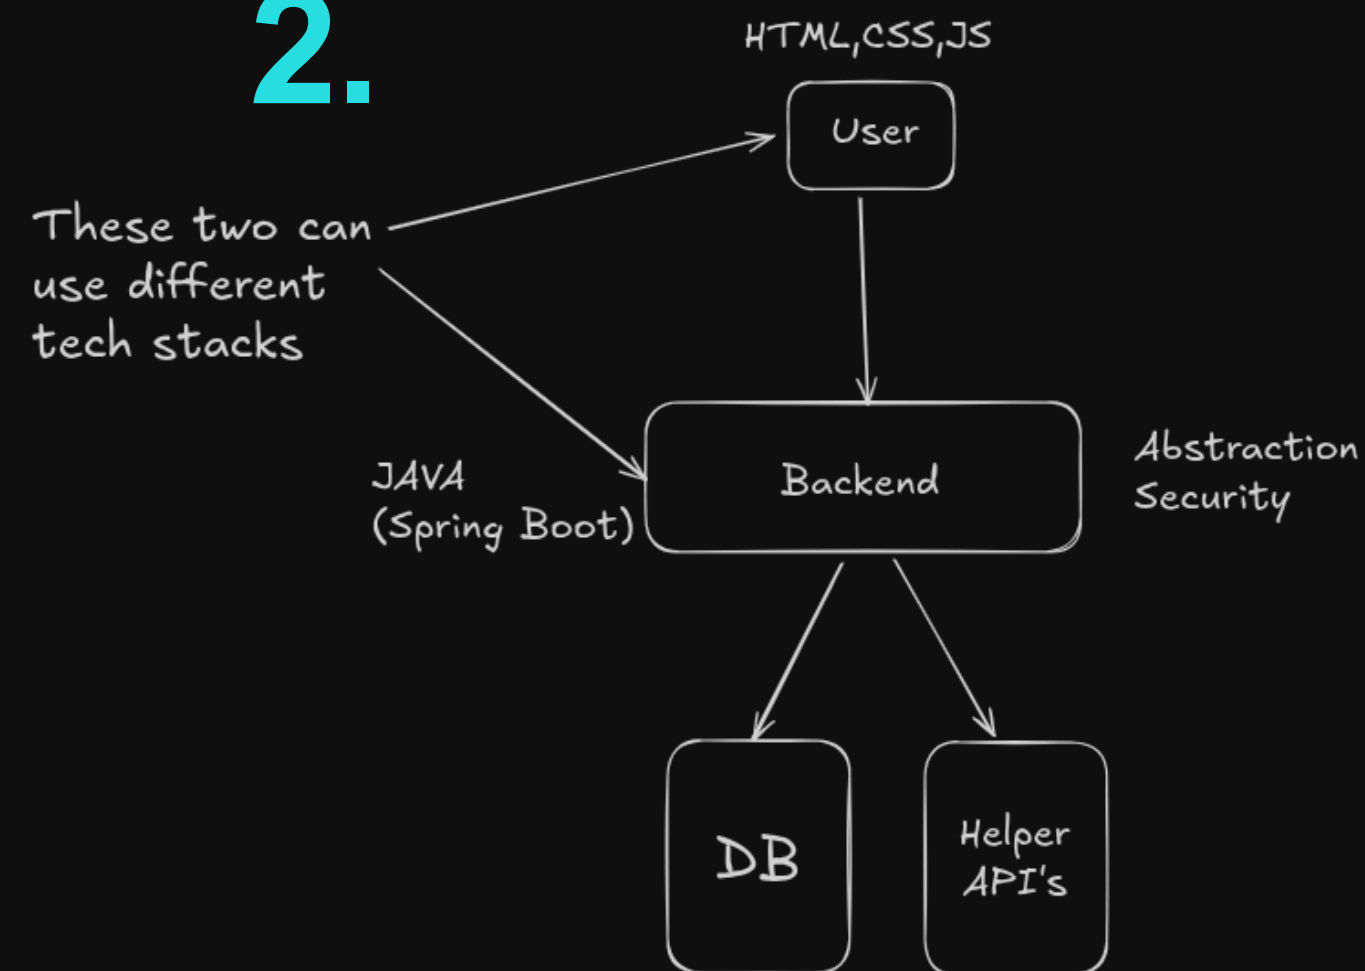 2.
HTML,CSS,JS
User
These two can
use different
tech stacks
JAVA
(Spring Boot)
Backend
Abstraction
Security
DB
Helper
API's